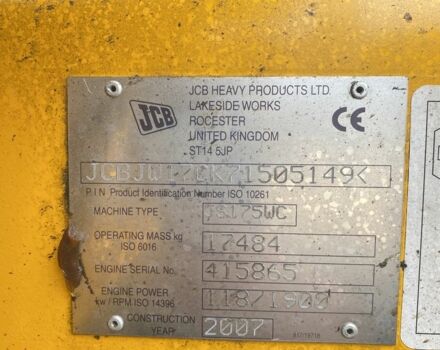 JCB
JCB HEAVY PRODUCTS LTD.
LAKESIDE WORKS
ROCESTER
UNITED KINGDOM
ST14 5JP
CE
P I N Product Identification Number ISO 10261
MACHINE TYPE JS175WC
OPERATING MASS kg 17484
ISO 6016
ENGINE SERIAL No. 415865
ENGINE POWER 118/1900
kw / RPM ISO 14396
CONSTRUCTION
YEAR 2007